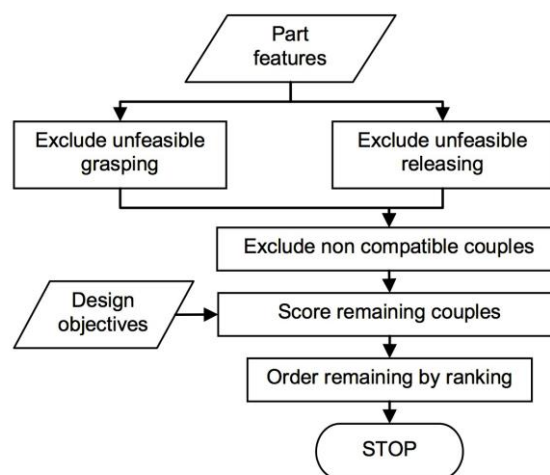 Part
features
Exclude unfeasible
grasping
Exclude unfeasible
releasing
Exclude non compatible couples
Design
objectives
Score remaining couples
Order remaining by ranking
STOP